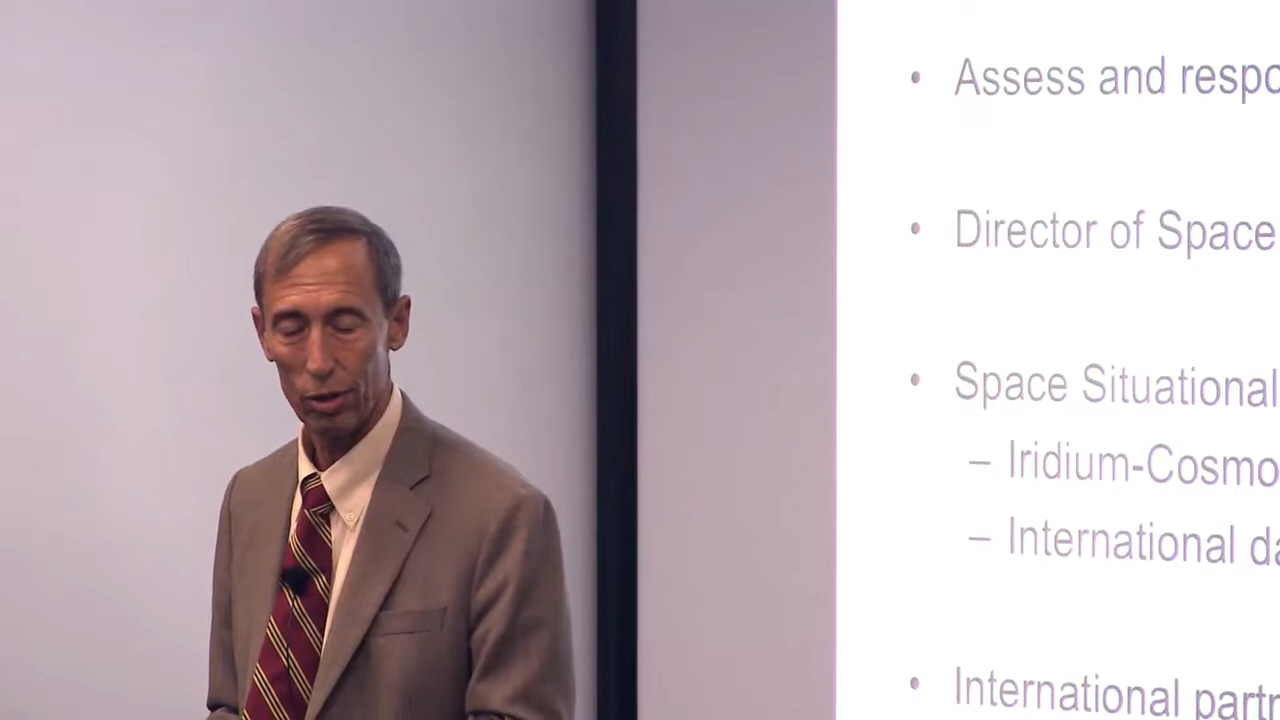 • Assess and respo
• Director of Space
• Space Situational
– Iridium-Cosmo
– International da
• International partr